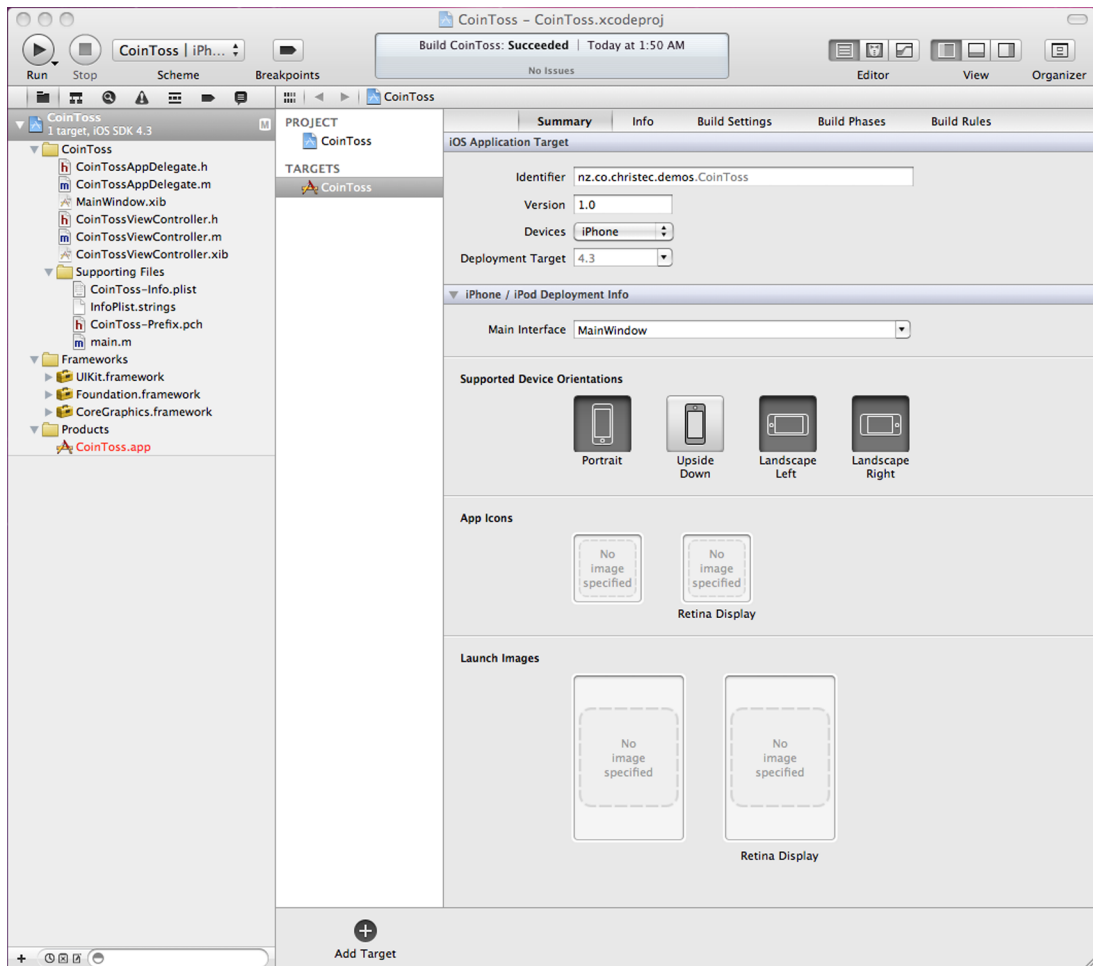 CoinToss - CoinToss.xcodeproj
CoinToss | iPh...
Build CoinToss: Succeeded | Today at 1:50 AM
No Issues
Run Stop Scheme Breakpoints Editor View Organizer
CoinToss
CoinToss
1 target, iOS SDK 4.3
M
CoinToss
CoinTossAppDelegate.h
CoinTossAppDelegate.m
MainWindow.xib
CoinTossViewController.h
CoinTossViewController.m
CoinTossViewController.xib
Supporting Files
CoinToss-Info.plist
InfoPlist.strings
CoinToss-Prefix.pch
main.m
Frameworks
UIKit.framework
Foundation.framework
CoreGraphics.framework
Products
CoinToss.app
PROJECT
CoinToss
TARGETS
CoinToss
Summary Info Build Settings Build Phases Build Rules
iOS Application Target
Identifier nz.co.christec.demos.CoinToss
Version 1.0
Devices iPhone
Deployment Target 4.3
iPhone / iPod Deployment Info
Main Interface MainWindow
Supported Device Orientations
Portrait
Upside
Down
Landscape
Left
Landscape
Right
App Icons
No
image
specified
No
image
specified
Retina Display
Launch Images
No
image
specified
No
image
specified
Retina Display
Add Target